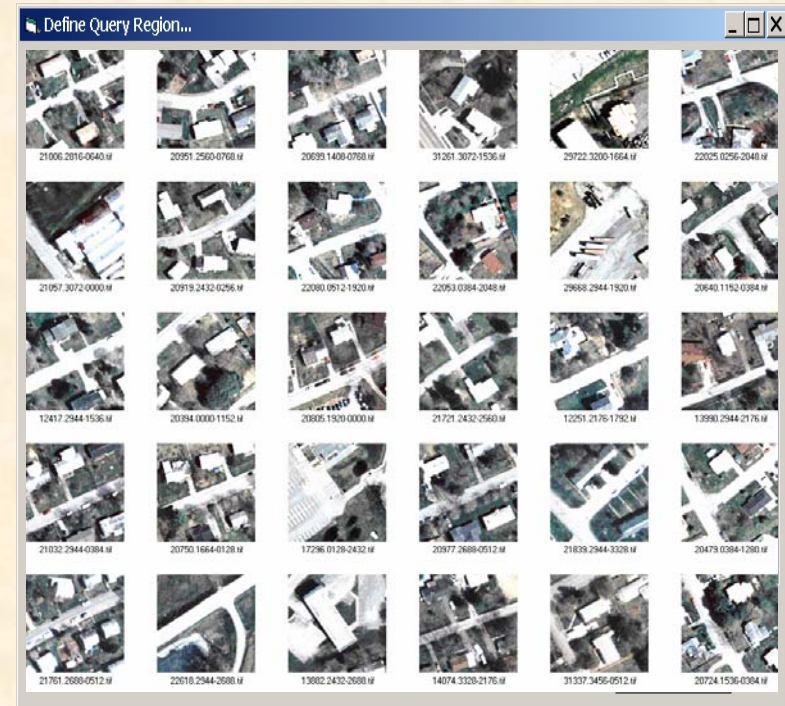 Define Query Region...
21006.2816-0640.tif 20951.2560-0768.tif 20699.1408-0768.tif 31261.3072-1536.tif 29722.3200-1664.tif 22025.0256-2048.tif
21057.3072-0000.tif 20919.2432-0256.tif 22080.0512-1920.tif 22053.0384-2048.tif 29668.2944-1920.tif 20640.1152-0384.tif
12417.2944-1536.tif 20394.0000-1152.tif 20805.1920-0000.tif 21721.2432-2560.tif 12251.2176-1792.tif 13990.2944-2176.tif
21032.2944-0384.tif 20750.1664-0128.tif 17296.0128-2432.tif 20977.2688-0512.tif 21839.2944-3328.tif 20479.0384-1280.tif
21761.2688-0512.tif 22618.2944-2688.tif 13882.2432-2688.tif 14074.3328-2176.tif 31337.3456-0512.tif 20724.1536-0384.tif